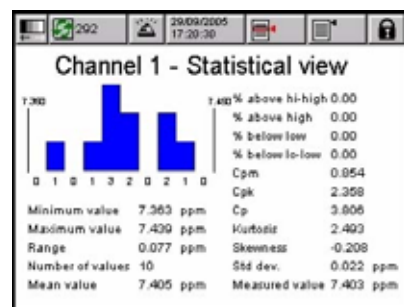 292
29/09/2005
17:20:30
Channel 1 - Statistical view
7.360
0 1 0 1 3 2 0 2 1 0
Minimum value 7.363 ppm
Maximum value 7.439 ppm
Range 0.077 ppm
Number of values 10
Mean value 7.405 ppm
% above hi-high 0.00
% above high 0.00
% below low 0.00
% below lo-low 0.00
Cpm 0.854
Cpk 2.358
Cp 3.806
Kurtosis 2.493
Skewness -0.208
Std dev. 0.022 ppm
Measured value 7.403 ppm